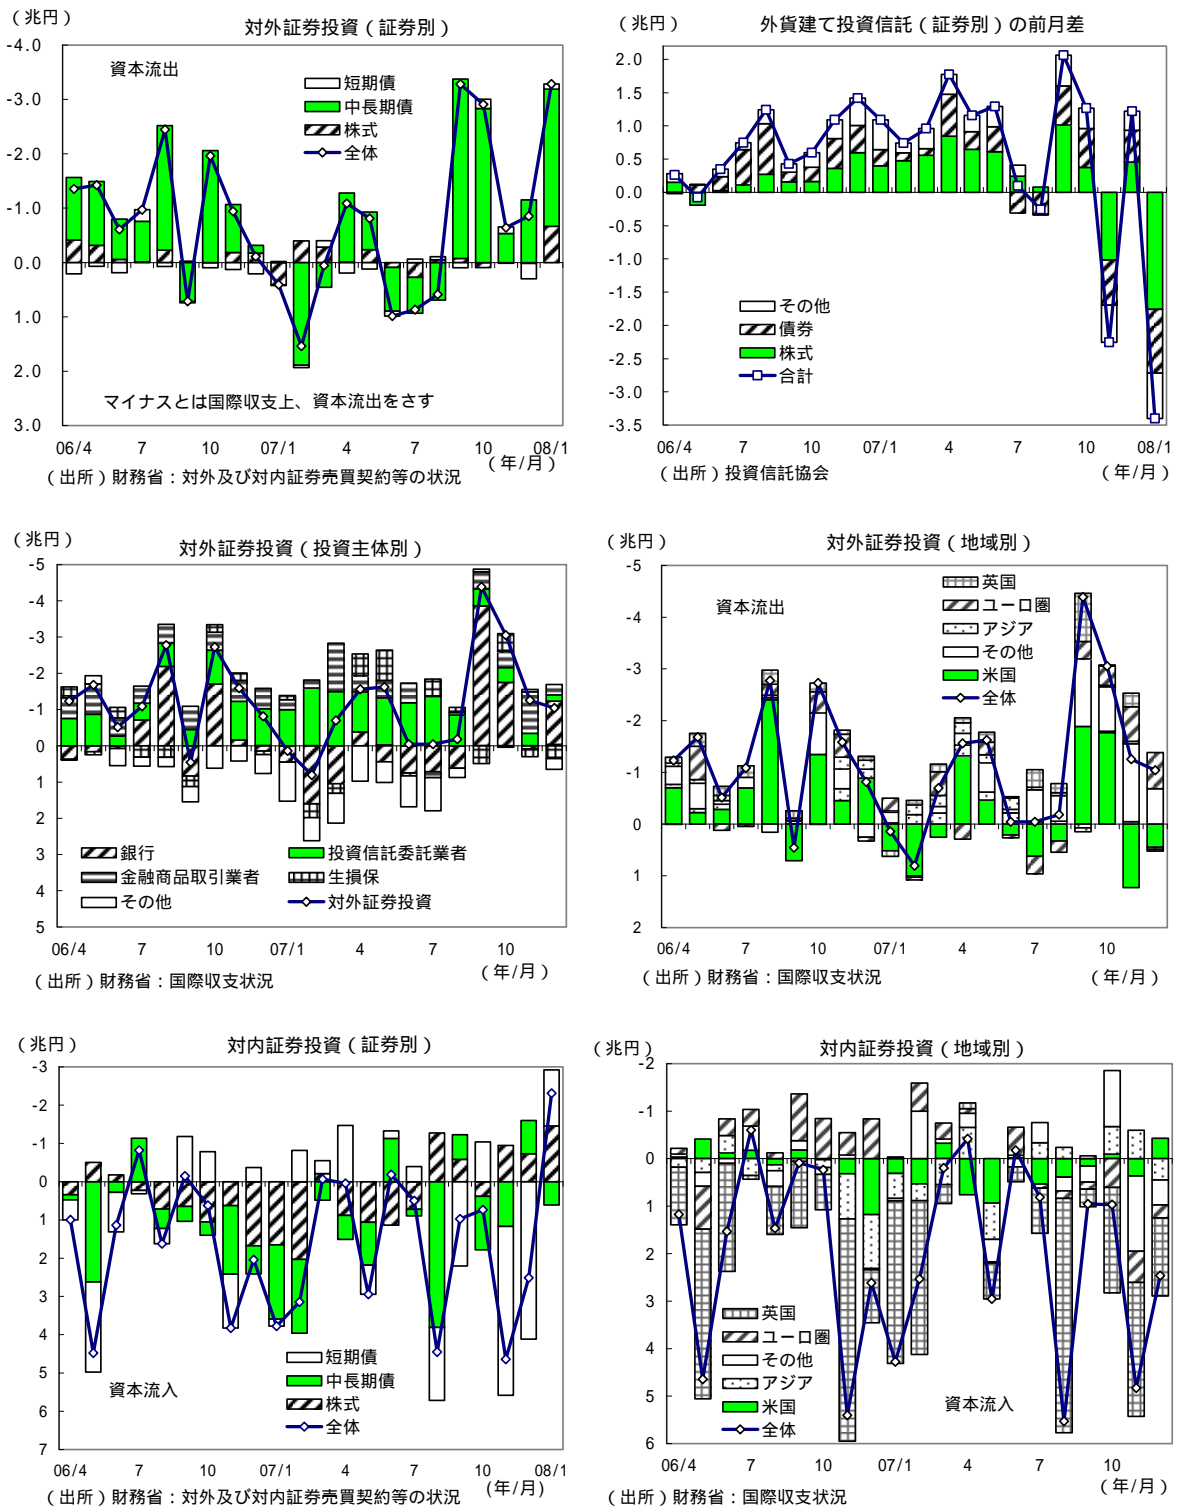 (兆円)
対外証券投資(証券別)
-4.0
-3.0
-2.0
-1.0
0.0
1.0
2.0
3.0
資本流出
短期債
中長期債
株式
全体
マイナスとは国際収支上、資本流出をさす
06/4 7 10 07/1 4 7 10 08/1
(年/月)
(出所)財務省:対外及び対内証券売買契約等の状況
(兆円)
外貨建て投資信託(証券別)の前月差
2.0
1.5
1.0
0.5
0.0
-0.5
-1.0
-1.5
-2.0
-2.5
-3.0
-3.5
その他
債券
株式
合計
06/4 7 10 07/1 4 7 10 08/1
(出所)投資信託協会
(年/月)
(兆円)
対外証券投資(投資主体別)
-5
-4
-3
-2
-1
0
1
2
3
4
5
銀行
投資信託委託業者
金融商品取引業者
生損保
その他
対外証券投資
06/4 7 10 07/1 4 7 10
(年/月)
(出所)財務省:国際収支状況
(兆円)
対外証券投資(地域別)
-5
-4
-3
-2
-1
0
1
2
資本流出
英国
ユーロ圏
アジア
その他
米国
全体
06/4 7 10 07/1 4 7 10
(年/月)
(出所)財務省:国際収支状況
(兆円)
対内証券投資(証券別)
-3
-2
-1
0
1
2
3
4
5
6
7
資本流入
短期債
中長期債
株式
全体
06/4 7 10 07/1 4 7 10 08/1
(年/月)
(出所)財務省:対外及び対内証券売買契約等の状況
(兆円)
対内証券投資(地域別)
-2
-1
0
1
2
3
4
5
6
英国
ユーロ圏
その他
アジア
米国
全体
資本流入
06/4 7 10 07/1 4 7 10
(年/月)
(出所)財務省:国際収支状況